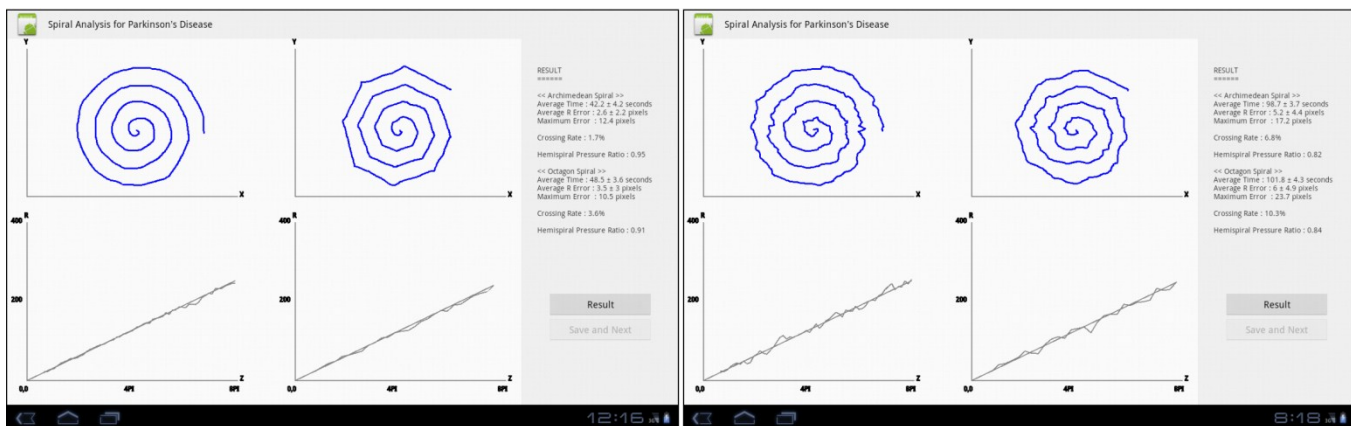 Spiral Analysis for Parkinson's Disease
Y
X
Y
X
400 R
200
0,0
4PI
8PI
Z
400 R
200
0,0
4PI
8PI
Z
RESULT
======
<< Archimedean Spiral >>
Average Time : 42.2 ± 4.2 seconds
Average R Error : 2.6 ± 2.2 pixels
Maximum Error : 12.4 pixels
Crossing Rate : 1.7%
Hemispiral Pressure Ratio : 0.95
<< Octagon Spiral >>
Average Time : 48.5 ± 3.6 seconds
Average R Error : 3.5 ± 3 pixels
Maximum Error : 10.5 pixels
Crossing Rate : 3.6%
Hemispiral Pressure Ratio : 0.91
Result
Save and Next
12:16
Spiral Analysis for Parkinson's Disease
Y
X
Y
X
400 R
200
0,0
4PI
8PI
Z
400 R
200
0,0
4PI
8PI
Z
RESULT
======
<< Archimedean Spiral >>
Average Time : 98.7 ± 3.7 seconds
Average R Error : 5.2 ± 4.4 pixels
Maximum Error : 17.2 pixels
Crossing Rate : 6.8%
Hemispiral Pressure Ratio : 0.82
<< Octagon Spiral >>
Average Time : 101.8 ± 4.3 seconds
Average R Error : 6 ± 4.9 pixels
Maximum Error : 23.7 pixels
Crossing Rate : 10.3%
Hemispiral Pressure Ratio : 0.84
Result
Save and Next
8:18